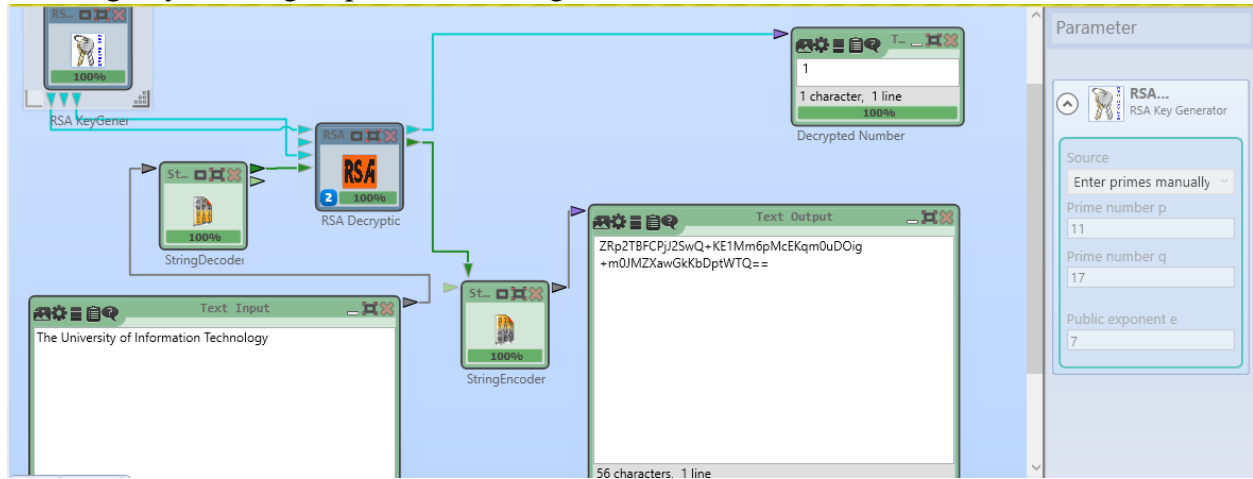 RS...
100%
RSA KeyGener
T...
1
1 character, 1 line
100%
Decrypted Number
RSA
RSA
2 100%
RSA Decryptic
St...
100%
StringDecoder
Text Input
The University of Information Technology
St...
100%
StringEncoder
Text Output
ZRp2TBFCPjJ2SwQ+KE1Mm6pMcEKqm0uDOig
+m0JMZXawGkKbDptWTQ==
56 characters, 1 line
Parameter
RSA...
RSA Key Generator
Source
Enter primes manually
Prime number p
11
Prime number q
17
Public exponent e
7